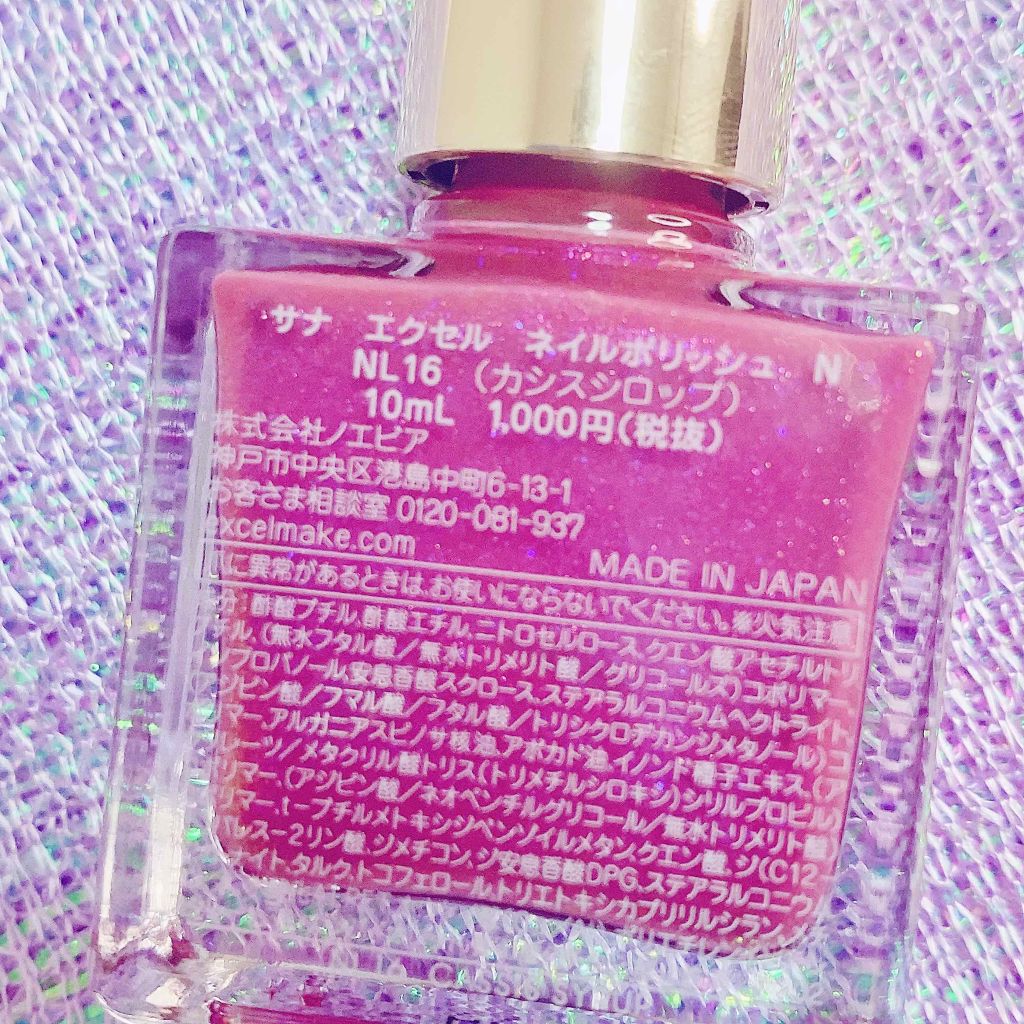 サナ エクセル ネイルポリッシュ N
NL16 （カシスシロップ）
10mL 1,000円（税抜）
株式会社ノエビア
神戸市中央区港島中町6-13-1
お客さま相談室 0120-081-937
excelmake.com
MADE IN JAPAN
に異常があるときは、お使いにならないでください。※火気注意
分：酢酸ブチル、酢酸エチル、ニトロセルロース、クエン酸アセチルトリ
ル、（無水フタル酸／無水トリメリト酸／グリコールズ）コポリマー、
プロパノール、安息香酸スクロース、ステアラルコニウムヘクトライト、
ジピン酸／フマル酸／フタル酸／トリシクロデカンジメタノール）コ
マー、アルガニアスピノサ核油、アボカド油、イノンド種子エキス、（ア
レーツ／メタクリル酸トリス（トリメチルシロキシ）シリルプロピル）
リマー、（アジピン酸／ネオペンチルグリコール／無水トリメリト酸）
マー、t－ブチルメトキシジベンゾイルメタン、クエン酸、ジ（C12-
パレス－2リン酸、ジメチコン、ジ安息香酸DPG、ステアラルコニウ
イト、タルク、トコフェロール、トリエトキシカプリリルシラン、